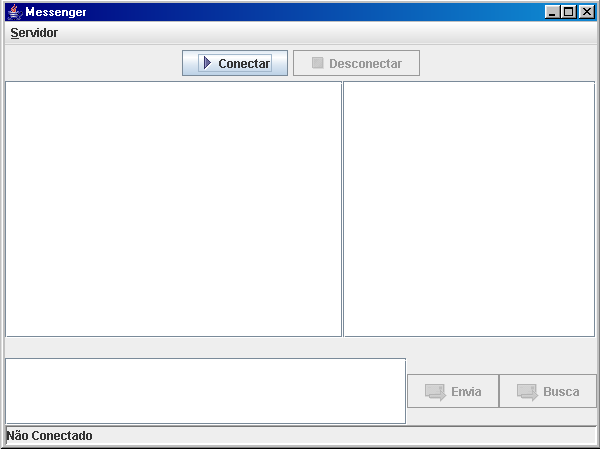 Messenger
Servidor
Conectar Desconectar
Envia Busca
Não Conectado